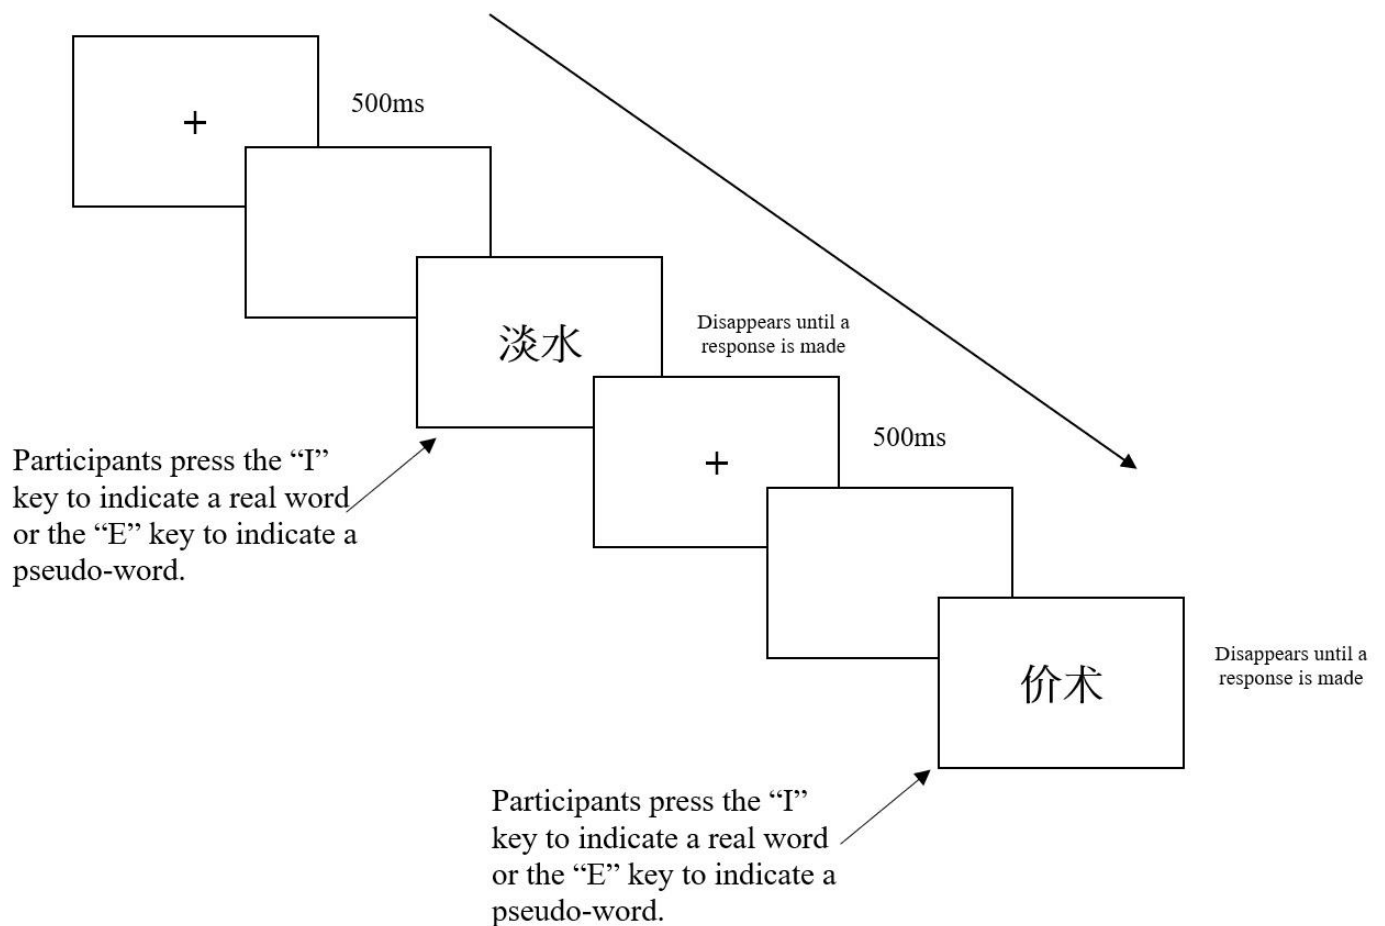 +
500ms
淡水
Disappears until a
response is made
Participants press the “I”
key to indicate a real word
or the “E” key to indicate a
pseudo-word.
+
500ms
价术
Disappears until a
response is made
Participants press the “I”
key to indicate a real word
or the “E” key to indicate a
pseudo-word.